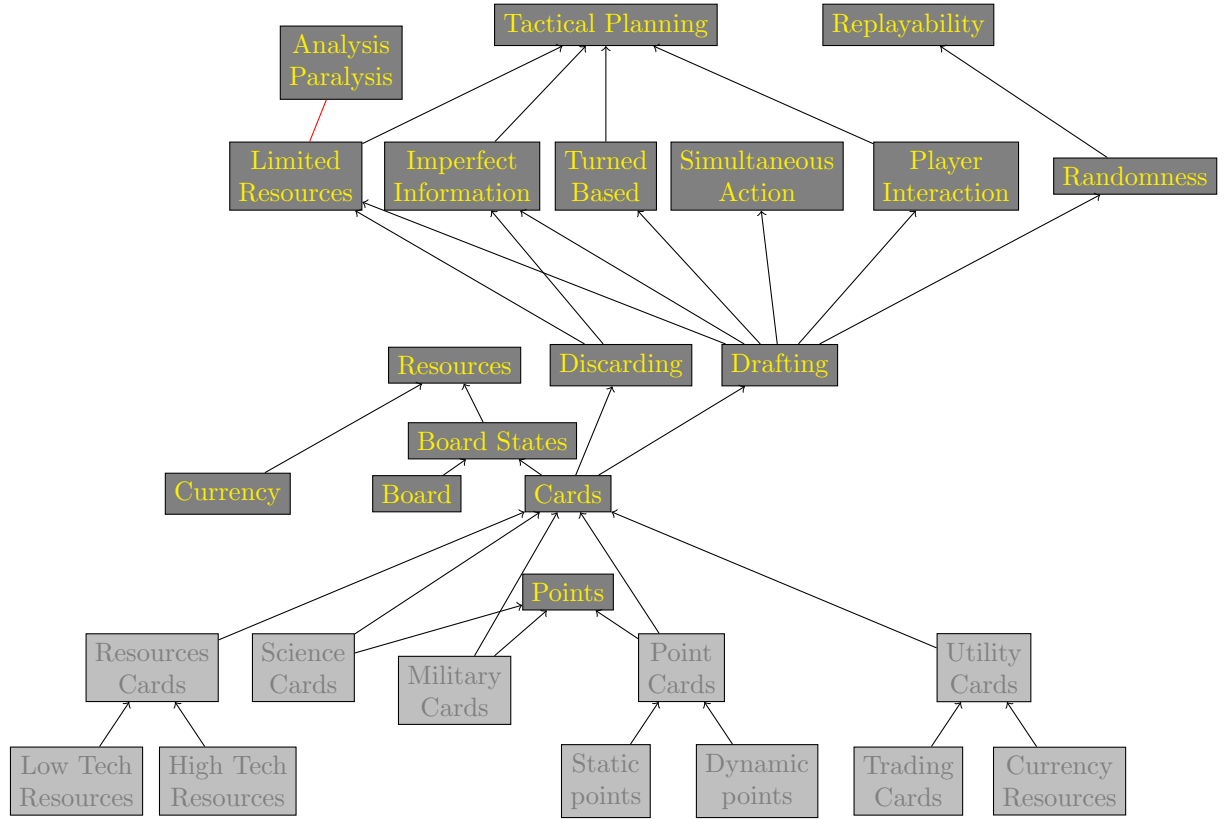 Tactical Planning
Replayability
Analysis
Paralysis
Limited
Resources
Imperfect
Information
Turned
Based
Simultaneous
Action
Player
Interaction
Randomness
Resources
Discarding
Drafting
Board States
Currency
Board
Cards
Points
Resources
Cards
Science
Cards
Military
Cards
Point
Cards
Utility
Cards
Low Tech
Resources
High Tech
Resources
Static
points
Dynamic
points
Trading
Cards
Currency
Resources